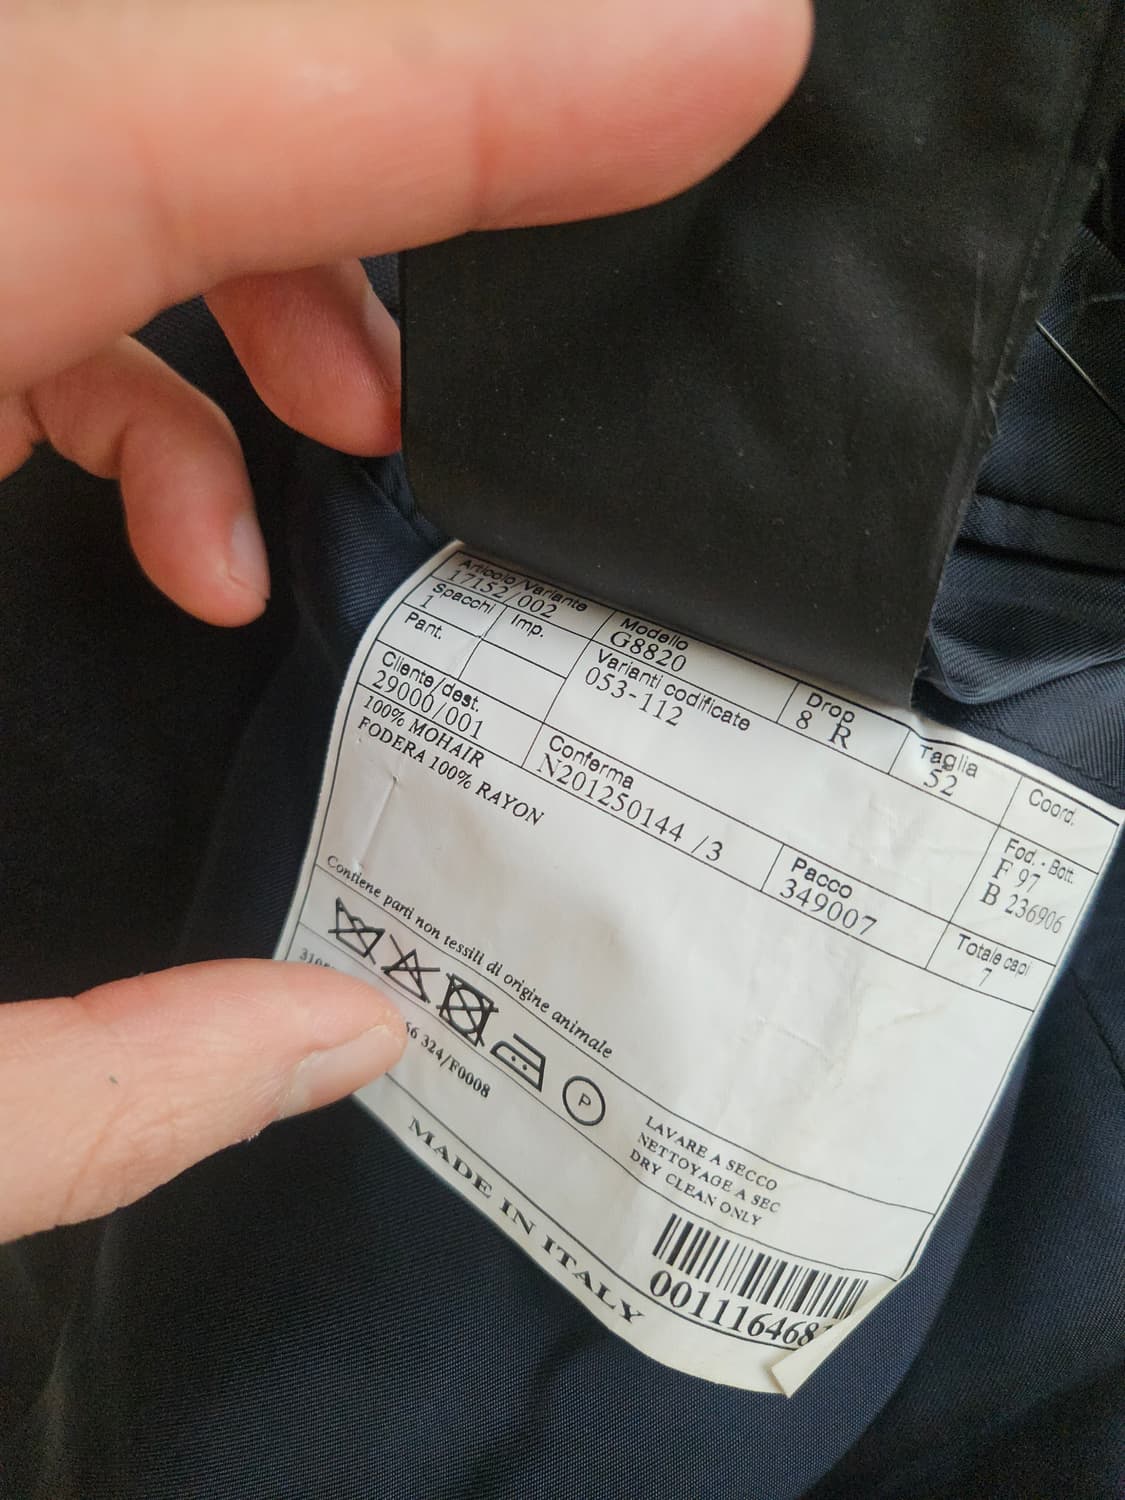 Articolo/Variante
17152/002
Modello
G8820
Drop
8 R
Taglia
52
Coord.
Spacchi
1
Imp.
Varianti codificate
053-112
Fod. - Bott.
F 97
B 236906
Pant.
Cliente/dest.
29000/001
Conferma
N201250144 /3
Pacco
349007
Totale capi
7
100% MOHAIR
FODERA 100% RAYON
Contiene parti non tessili di origine animale
P
LAVARE A SECCO
NETTOYAGE A SEC
DRY CLEAN ONLY
324/F0008
MADE IN ITALY